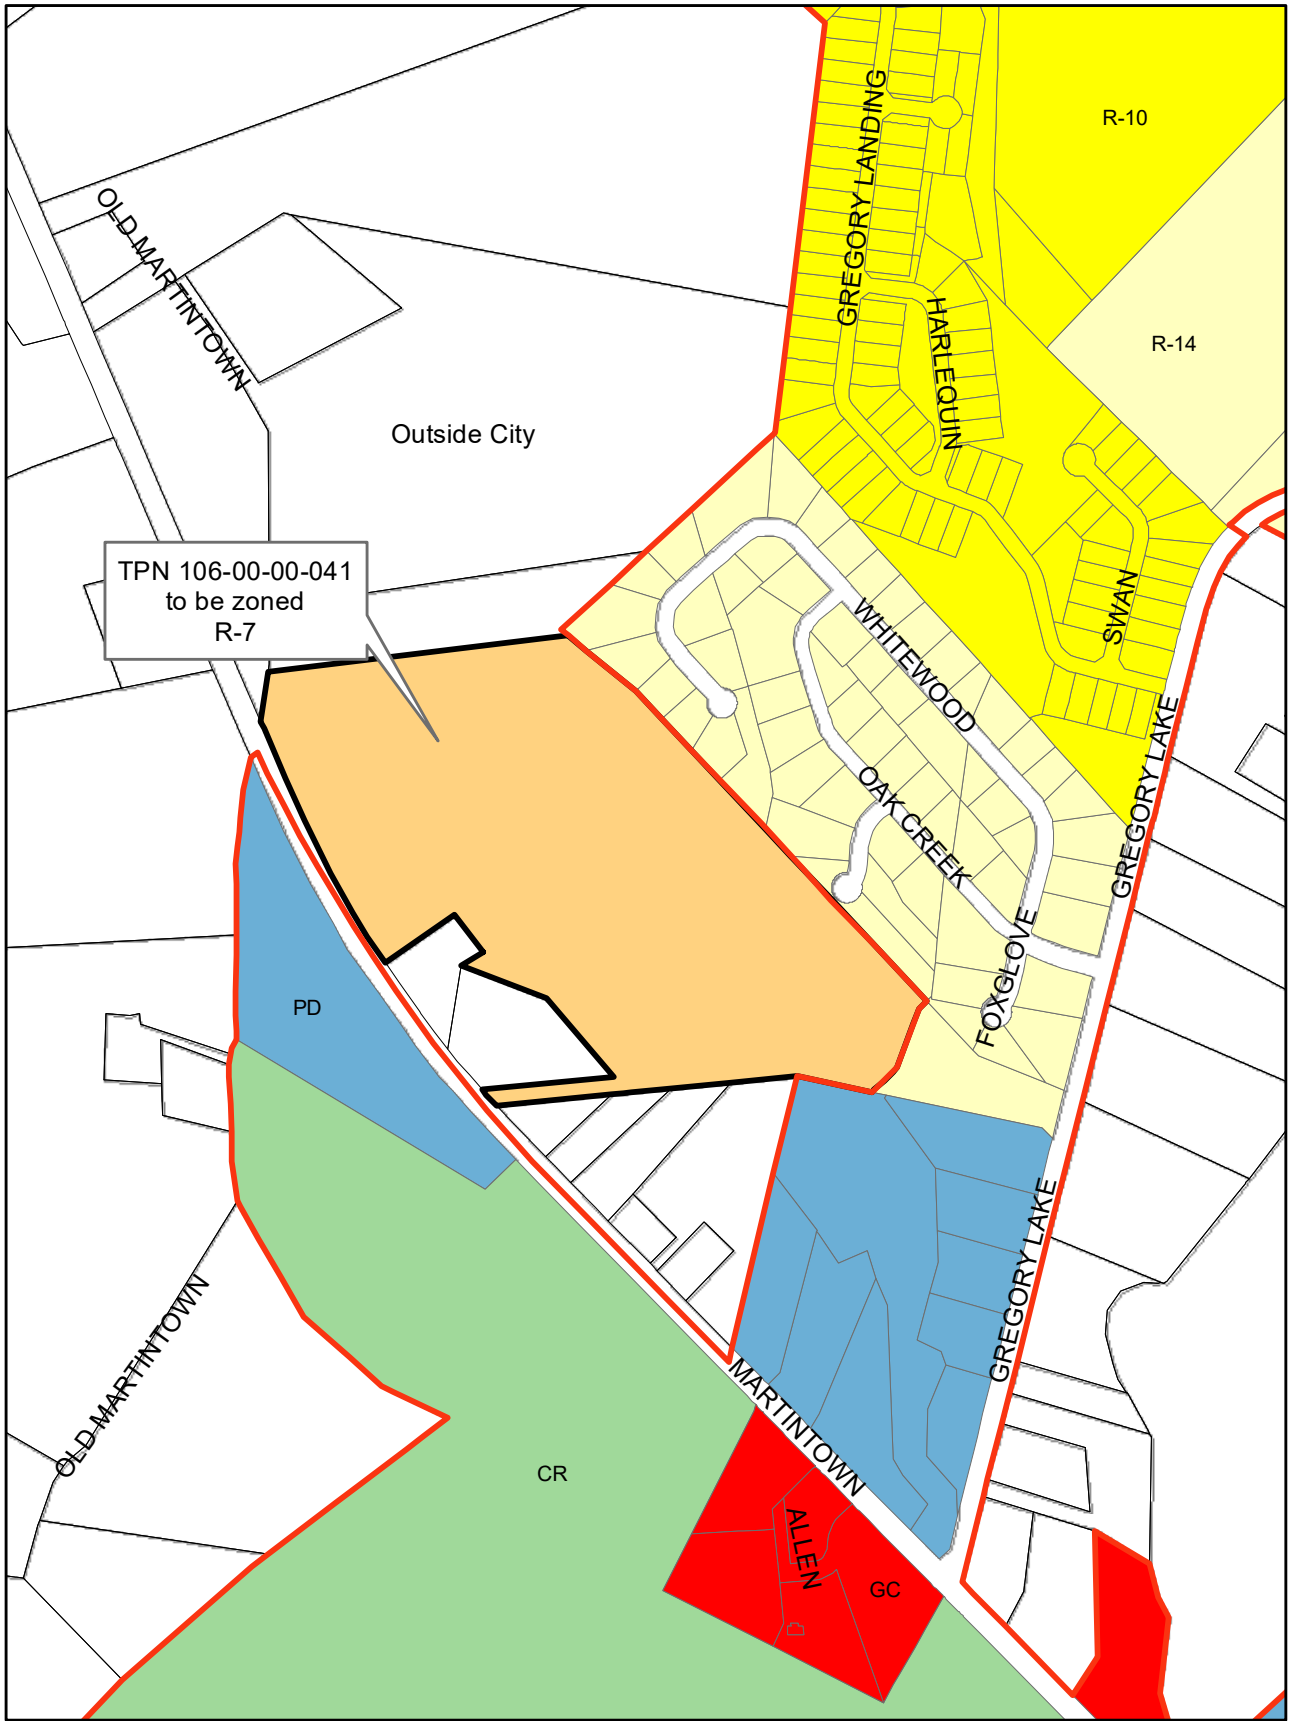 R-10
GREGORY LANDING
OLD MARTINTOWN
HARLEQUIN
R-14
Outside City
TPN 106-00-00-041
to be zoned
R-7
SWAN
WHITEWOOD
GREGORY LAKE
OAK CREEK
FOXGLOVE
PD
GREGORY LAKE
OLD MARTINTOWN
MARTINTOWN
CR
ALLEN
GC